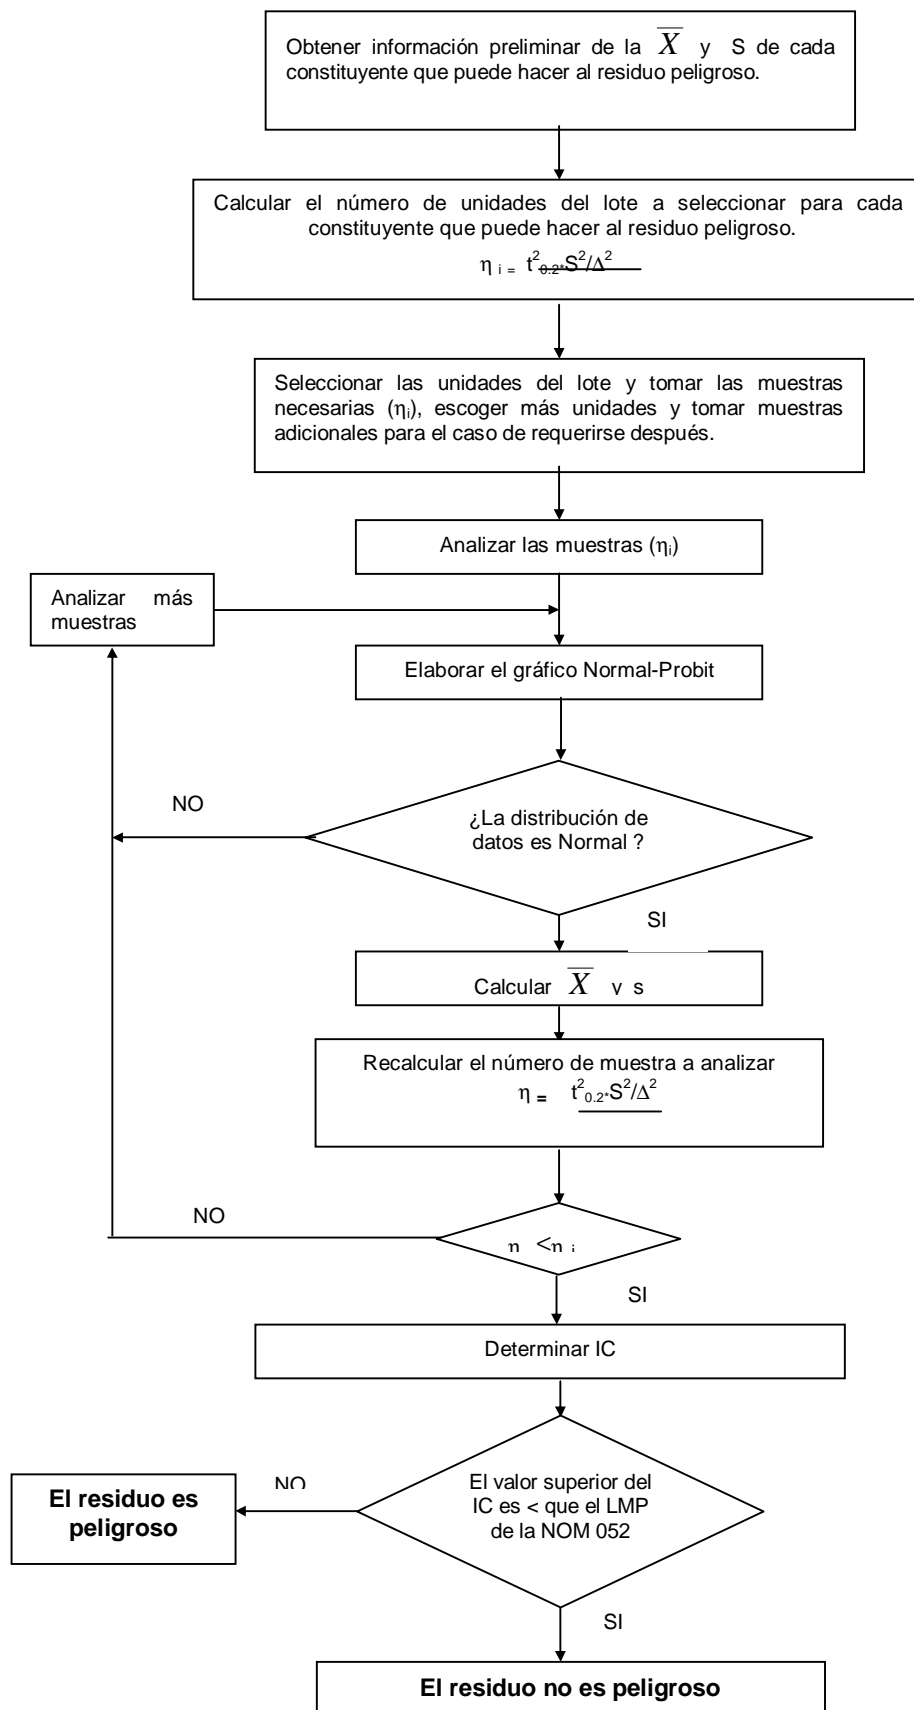 Obtener información preliminar de la X̅ y S de cada
constituyente que puede hacer al residuo peligroso.
Calcular el número de unidades del lote a seleccionar para cada
constituyente que puede hacer al residuo peligroso.
η i = t²0.2*S²/Δ²
Seleccionar las unidades del lote y tomar las muestras
necesarias (ηi), escoger más unidades y tomar muestras
adicionales para el caso de requerirse después.
Analizar las muestras (ηi)
Analizar más
muestras
Elaborar el gráfico Normal-Probit
¿La distribución de
datos es Normal ?
NO
SI
Calcular X̅ y s
Recalcular el número de muestra a analizar
η = t²0.2*S²/Δ²
η <η i
NO
SI
Determinar IC
El valor superior del
IC es < que el LMP
de la NOM 052
NO
El residuo es
peligroso
SI
El residuo no es peligroso